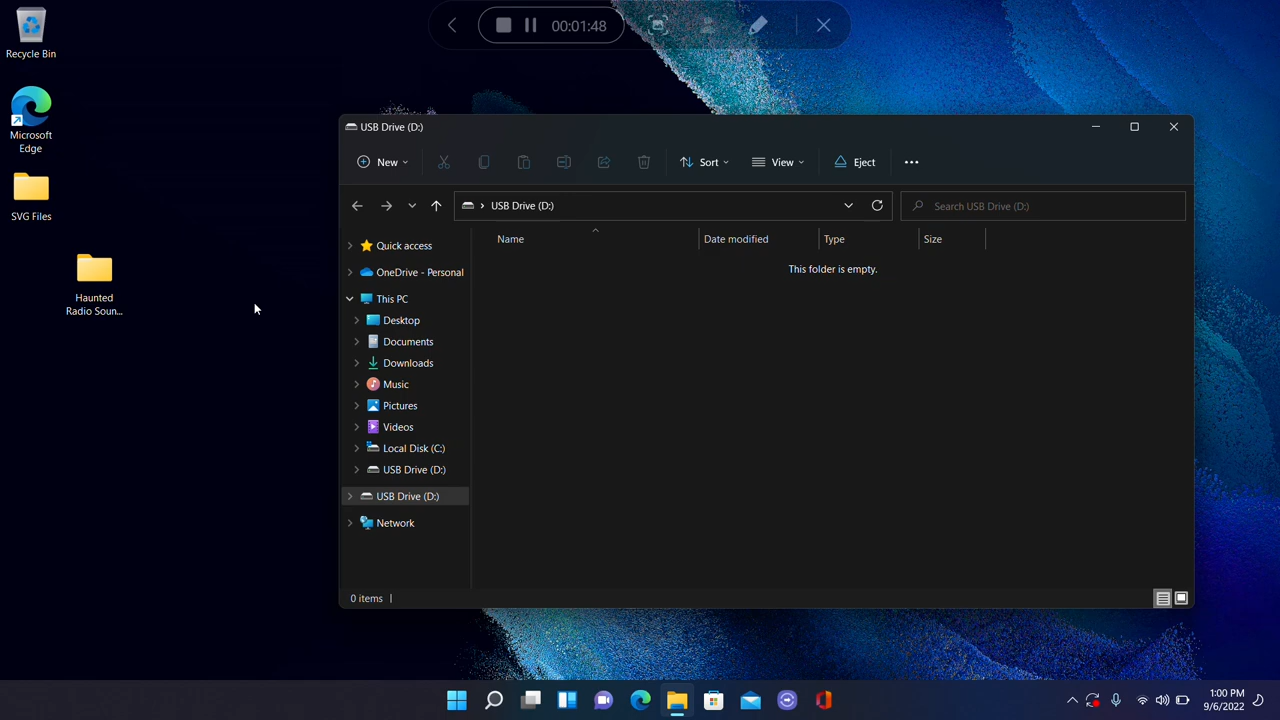 00:01:48
Recycle Bin
Microsoft
Edge
SVG Files
Haunted
Radio Soun...
USB Drive (D:)
New
Sort
View
Eject
USB Drive (D:)
Search USB Drive (D:)
Name
Date modified
Type
Size
This folder is empty.
Quick access
OneDrive - Personal
This PC
Desktop
Documents
Downloads
Music
Pictures
Videos
Local Disk (C:)
USB Drive (D:)
USB Drive (D:)
Network
0 items
1:00 PM
9/6/2022